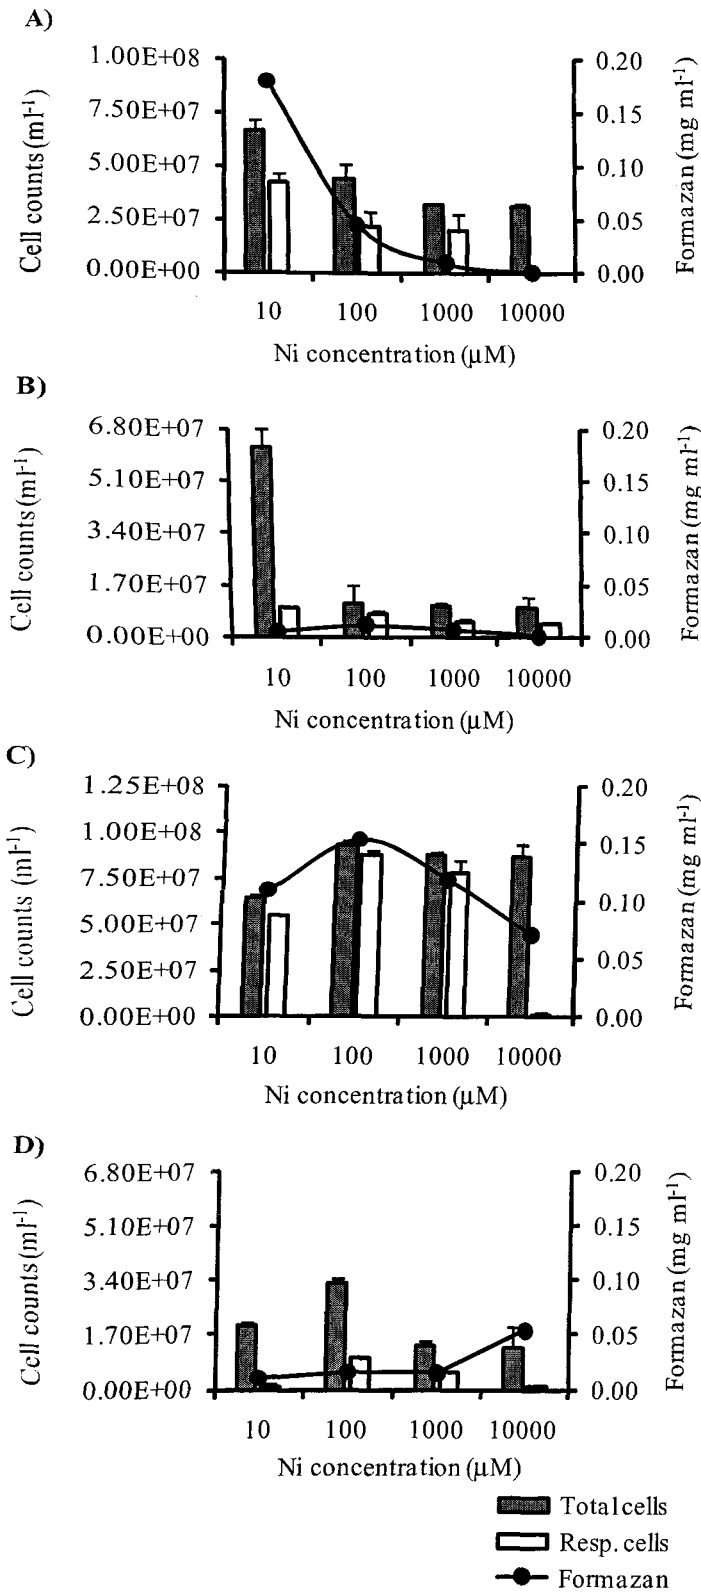 A)
1.00E+08
7.50E+07
5.00E+07
2.50E+07
0.00E+00
Cell counts (ml-1)
0.20
0.15
0.10
0.05
0.00
Formazan (mg ml-1)
10 100 1000 10000
Ni concentration (µM)
B)
6.80E+07
5.10E+07
3.40E+07
1.70E+07
0.00E+00
Cell counts (ml-1)
0.20
0.15
0.10
0.05
0.00
Formazan (mg ml-1)
10 100 1000 10000
Ni concentration (µM)
C)
1.25E+08
1.00E+08
7.50E+07
5.00E+07
2.50E+07
0.00E+00
Cell counts (ml-1)
0.20
0.15
0.10
0.05
0.00
Formazan (mg ml-1)
10 100 1000 10000
Ni concentration (µM)
D)
6.80E+07
5.10E+07
3.40E+07
1.70E+07
0.00E+00
Cell counts (ml-1)
0.20
0.15
0.10
0.05
0.00
Formazan (mg ml-1)
10 100 1000 10000
Ni concentration (µM)
Total cells
Resp. cells
Formazan